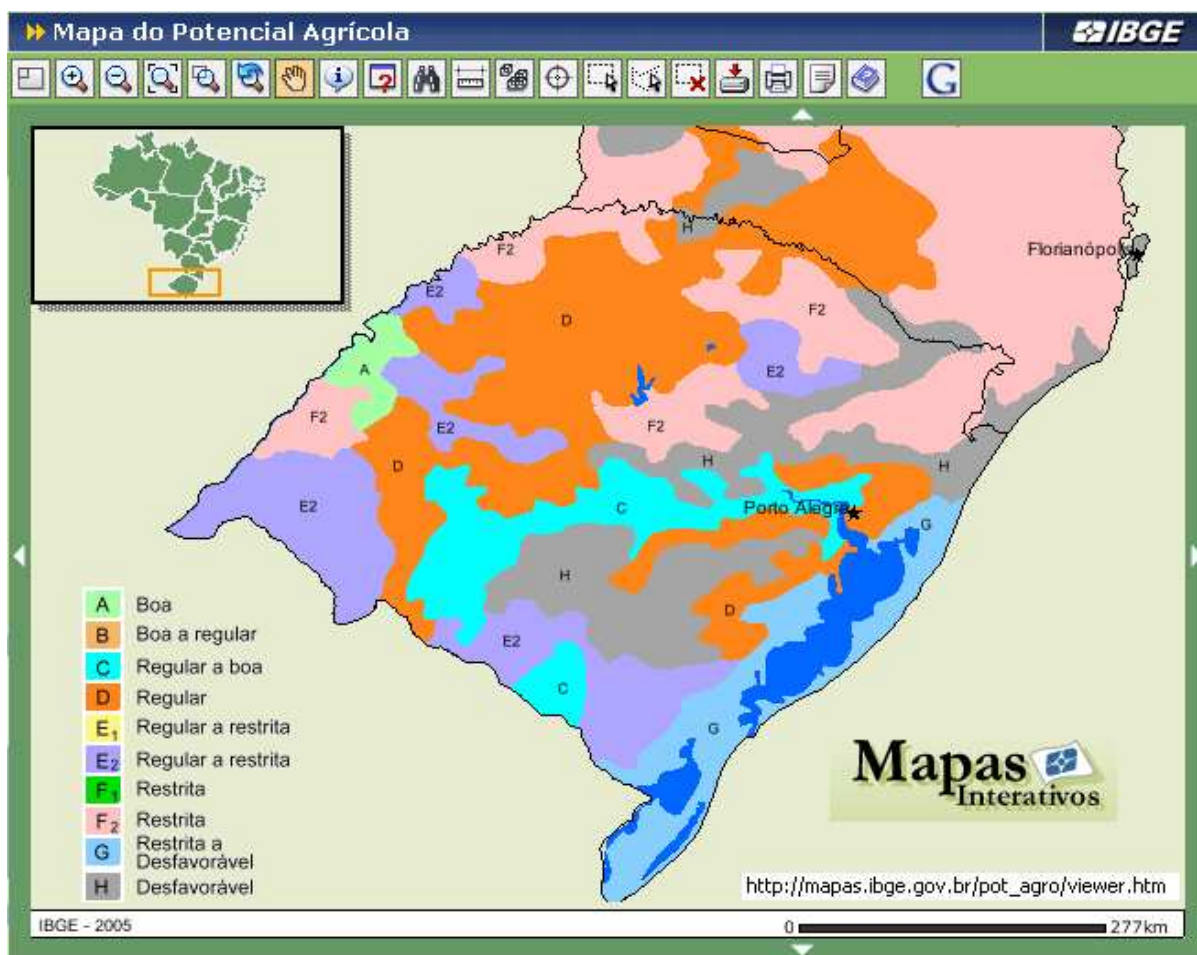 Mapa do Potencial Agrícola
IBGE
G
Florianópolis
H
F2
E2
D
F2
A
E2
F2
E2
F2
D
H
H
E2
C
Porto Alegre
G
H
D
E2
C
G
A Boa
B Boa a regular
C Regular a boa
D Regular
E1 Regular a restrita
E2 Regular a restrita
F1 Restrita
F2 Restrita
G Restrita a
Desfavorável
H Desfavorável
Mapas
Interativos
http://mapas.ibge.gov.br/pot_agro/viewer.htm
IBGE - 2005
0 277km